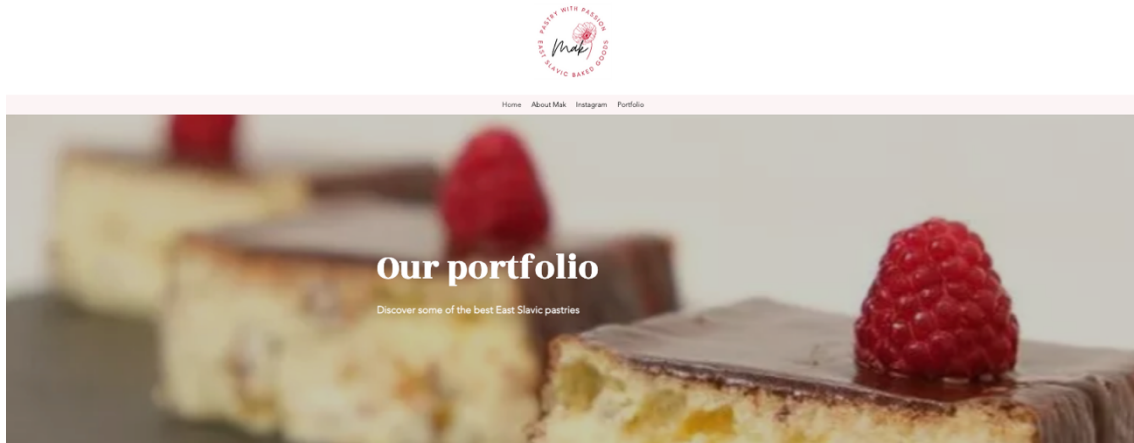 PASTRY WITH PASSION
Mak
EAST SLAVIC BAKED GOODS
Home About Mak Instagram Portfolio
Our portfolio
Discover some of the best East Slavic pastries